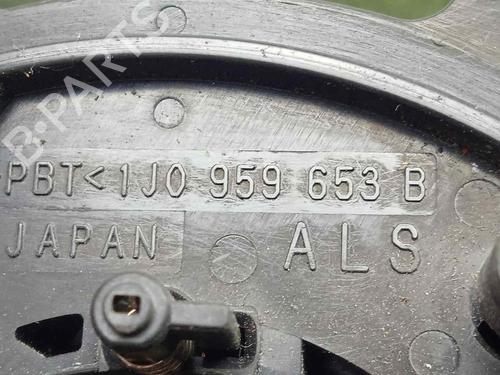 B-PARTS
PBT< 1J0 959 653 B
JAPAN ALS